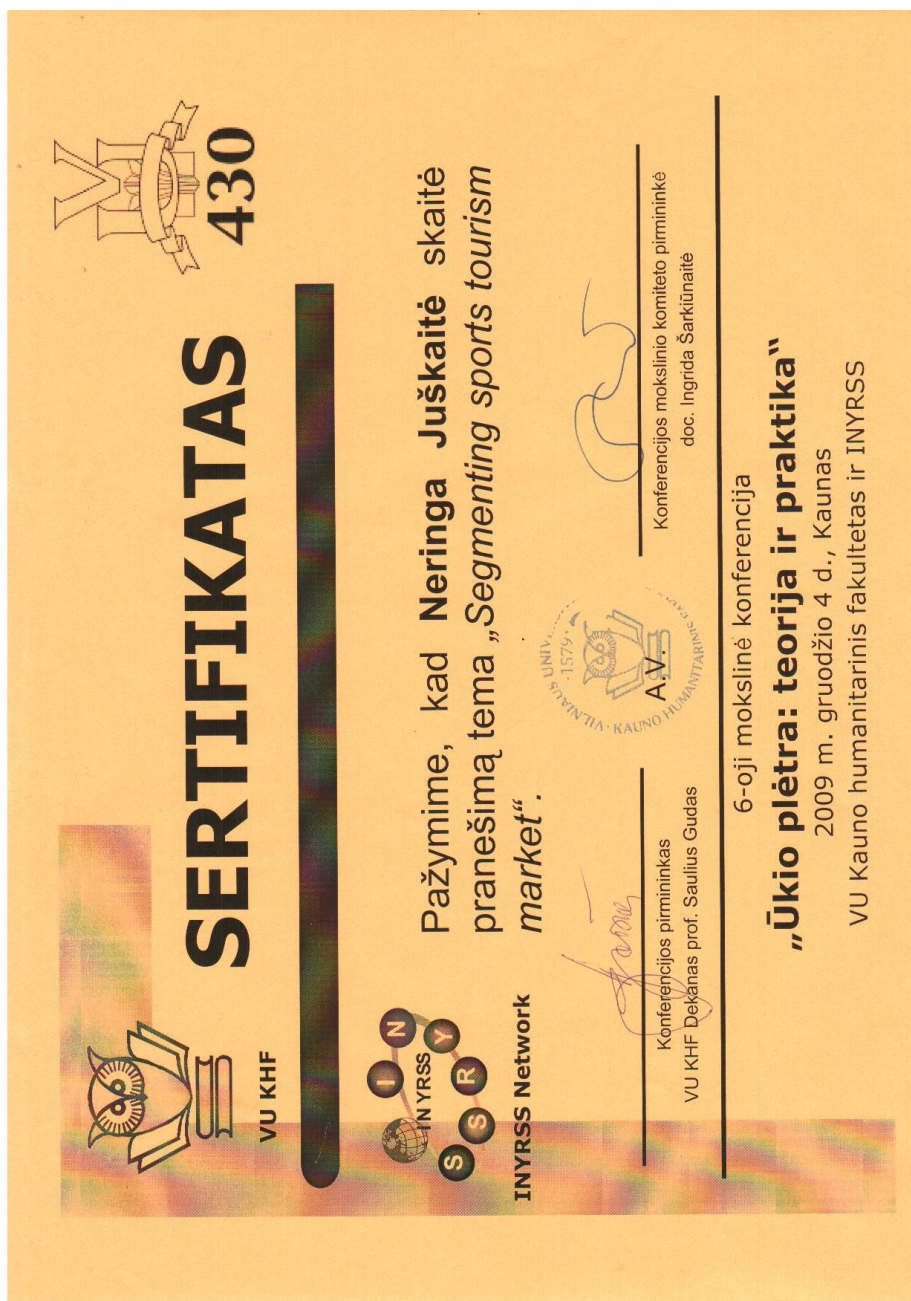 VU
430
VU KHF
SERTIFIKATAS
I
N
Y
R
S
S
INYRSS
INYRSS Network
Pažymime, kad Neringa Juškaitė skaitė
pranešimą tema „Segmenting sports tourism
market“.
Konferencijos pirmininkas
VU KHF Dekanas prof. Saulius Gudas
VILNIAUS
· 1579 ·
KAUNO
A.V.
Konferencijos mokslinio komiteto pirmininkė
doc. Ingrida Šarkiūnaitė
6-oji mokslinė konferencija
„Ūkio plėtra: teorija ir praktika“
2009 m. gruodžio 4 d., Kaunas
VU Kauno humanitarinis fakultetas ir INYRSS